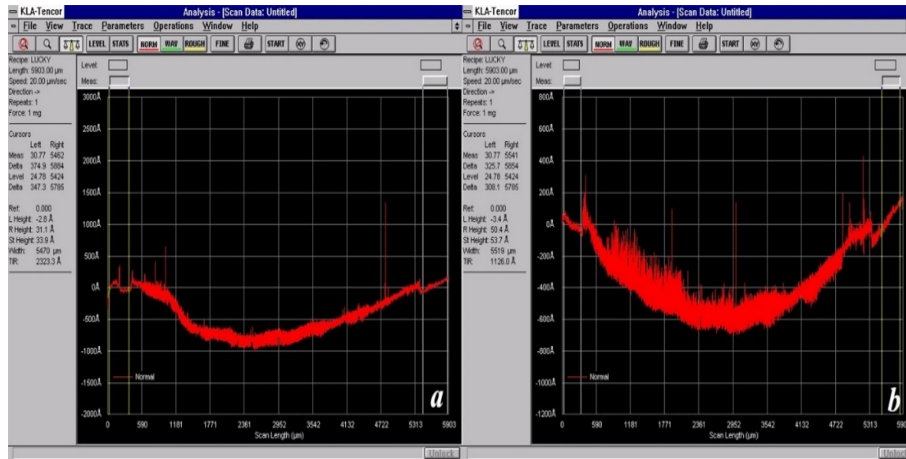 KLA-Tencor
Analysis - [Scan Data: Untitled]
File View Trace Parameters Operations Window Help
LEVEL STATS NORM WAV ROUGH FINE START
Recipe: LUCKY
Length: 5903.00 µm
Speed: 20.00 µm/sec
Direction ->
Repeats: 1
Force: 1 mg
Cursors
Left Right
Meas 30.77 5462
Delta 374.9 5884
Level 24.78 5424
Delta 347.3 5785
Ref: 0.000
L Height: -2.8 Å
R Height: 31.1 Å
St Height: 33.9 Å
Width: 5470 µm
TIR: 2323.3 Å
Level:
Meas:
3000Å
2500Å
2000Å
1500Å
1000Å
500Å
0Å
-500Å
-1000Å
-1500Å
-2000Å
Normal
a
0 590 1181 1771 2361 2952 3542 4132 4722 5313 5903
Scan Length (µm)
Unlock
KLA-Tencor
Analysis - [Scan Data: Untitled]
File View Trace Parameters Operations Window Help
LEVEL STATS NORM WAV ROUGH FINE START
Recipe: LUCKY
Length: 5903.00 µm
Speed: 20.00 µm/sec
Direction ->
Repeats: 1
Force: 1 mg
Cursors
Left Right
Meas 30.77 5541
Delta 325.7 5854
Level 24.78 5424
Delta 308.1 5785
Ref: 0.000
L Height: -3.4 Å
R Height: 50.4 Å
St Height: 53.7 Å
Width: 5519 µm
TIR: 1126.0 Å
Level:
Meas:
800Å
600Å
400Å
200Å
0Å
-200Å
-400Å
-600Å
-800Å
-1000Å
-1200Å
Normal
b
0 590 1181 1771 2361 2952 3542 4132 4722 5313 590
Scan Length (µm)
Unloc